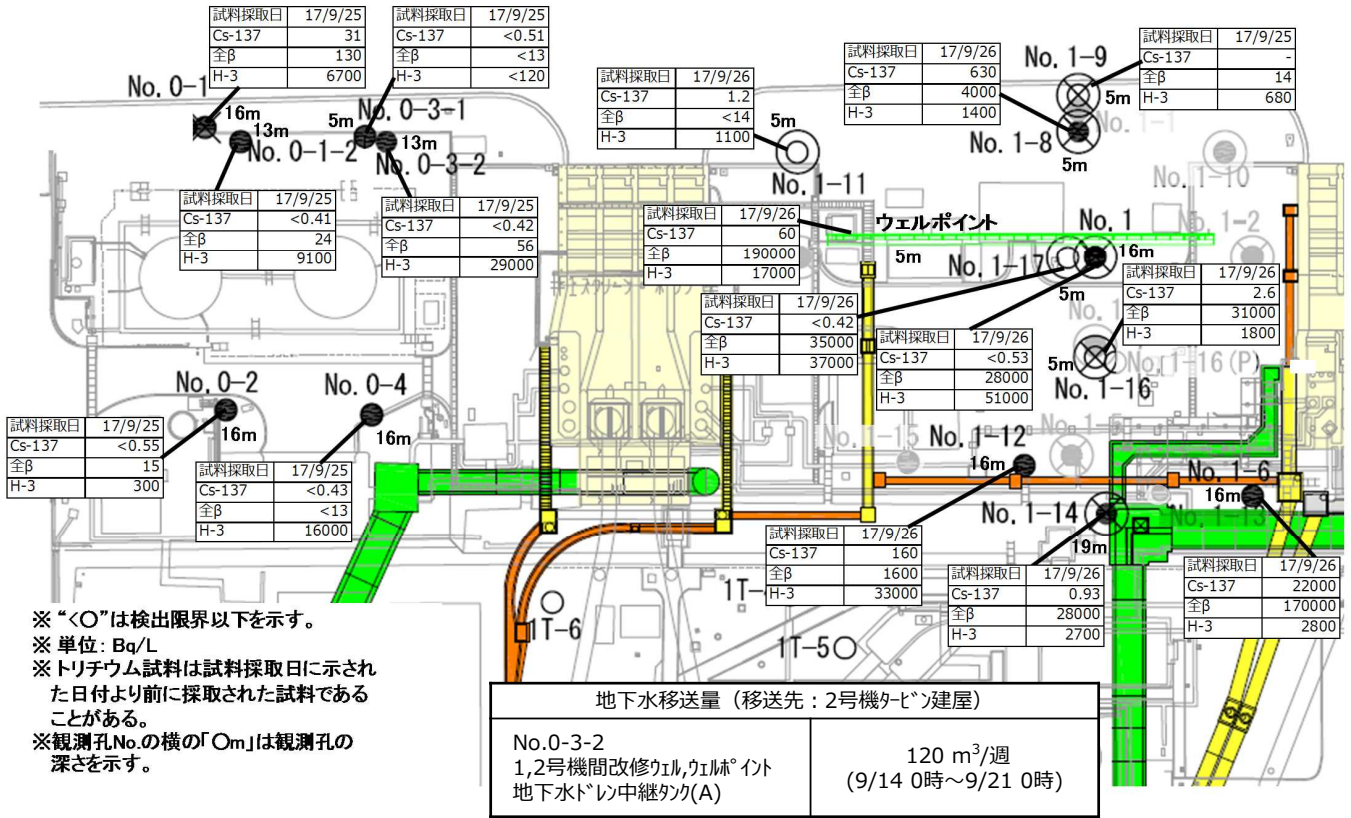 試料採取日 17/9/25
Cs-137 31
全β 130
H-3 6700
試料採取日 17/9/25
Cs-137 <0.51
全β <13
H-3 <120
試料採取日 17/9/26
Cs-137 1.2
全β <14
H-3 1100
試料採取日 17/9/26
Cs-137 630
全β 4000
H-3 1400
試料採取日 17/9/25
Cs-137 -
全β 14
H-3 680
No. 0-1
16m
13m
No. 0-1-2
5m
No. 0-3-1
13m
No. 0-3-2
5m
No. 1-11
No. 1-9
5m
No. 1-8
5m
No. 1-1
No. 1-10
試料採取日 17/9/25
Cs-137 <0.41
全β 24
H-3 9100
試料採取日 17/9/25
Cs-137 <0.42
全β 56
H-3 29000
試料採取日 17/9/26
Cs-137 60
全β 190000
H-3 17000
ウェルポイント
5m
No. 1
16m
No. 1-2
No. 1-17
5m
試料採取日 17/9/26
Cs-137 <0.42
全β 35000
H-3 37000
試料採取日 17/9/26
Cs-137 <0.53
全β 28000
H-3 51000
試料採取日 17/9/26
Cs-137 2.6
全β 31000
H-3 1800
5m
No. 1-16
No. 1-16 (P)
No. 0-2
16m
No. 0-4
16m
試料採取日 17/9/25
Cs-137 <0.55
全β 15
H-3 300
試料採取日 17/9/25
Cs-137 <0.43
全β <13
H-3 16000
No. 1-15
No. 1-12
16m
No. 1-6
16m
No. 1-14
19m
No. 1-13
試料採取日 17/9/26
Cs-137 160
全β 1600
H-3 33000
試料採取日 17/9/26
Cs-137 0.93
全β 28000
H-3 2700
試料採取日 17/9/26
Cs-137 22000
全β 170000
H-3 2800
1T-6
1T-5
※ “<○”は検出限界以下を示す。
※ 単位: Bq/L
※トリチウム試料は試料採取日に示され
た日付より前に採取された試料である
ことがある。
※観測孔No.の横の「○m」は観測孔の
深さを示す。
地下水移送量（移送先：2号機ﾀｰﾋﾞﾝ建屋）
No.0-3-2
1,2号機間改修ｳｪﾙ,ｳｪﾙﾎﾟｲﾝﾄ
地下水ﾄﾞﾚﾝ中継ﾀﾝｸ(A)
120 m³/週
(9/14 0時～9/21 0時)